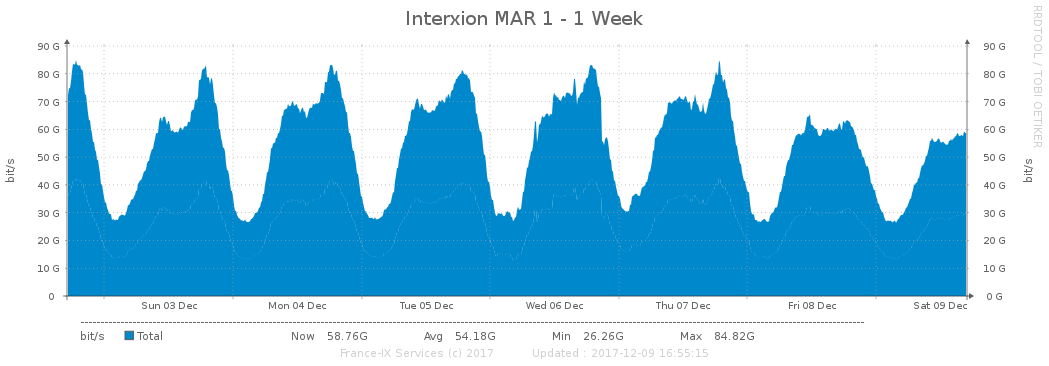 Interxion MAR 1 - 1 Week
RRDTOOL / TOBI OETIKER
90 G 90 G
80 G 80 G
70 G 70 G
60 G 60 G
50 G 50 G
40 G 40 G
30 G 30 G
20 G 20 G
10 G 10 G
0 0 G
bit/s bit/s
Sun 03 Dec Mon 04 Dec Tue 05 Dec Wed 06 Dec Thu 07 Dec Fri 08 Dec Sat 09 Dec
bit/s Total Now 58.76G Avg 54.18G Min 26.26G Max 84.82G
France-IX Services (c) 2017 Updated : 2017-12-09 16:55:15